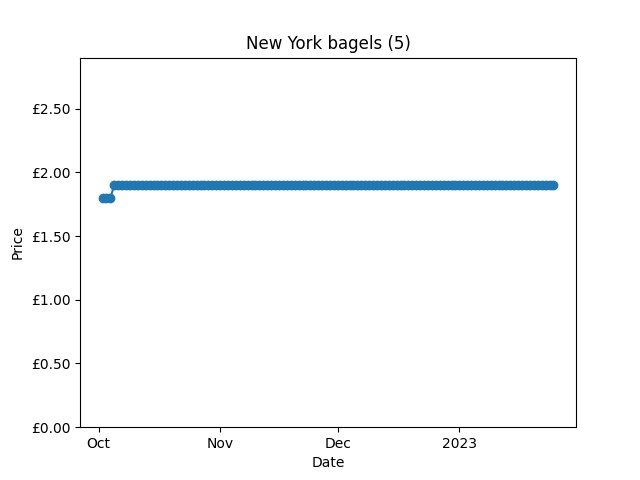 New York bagels (5)
£2.50
£2.00
£1.50
£1.00
£0.50
£0.00
Price
Oct Nov Dec 2023
Date